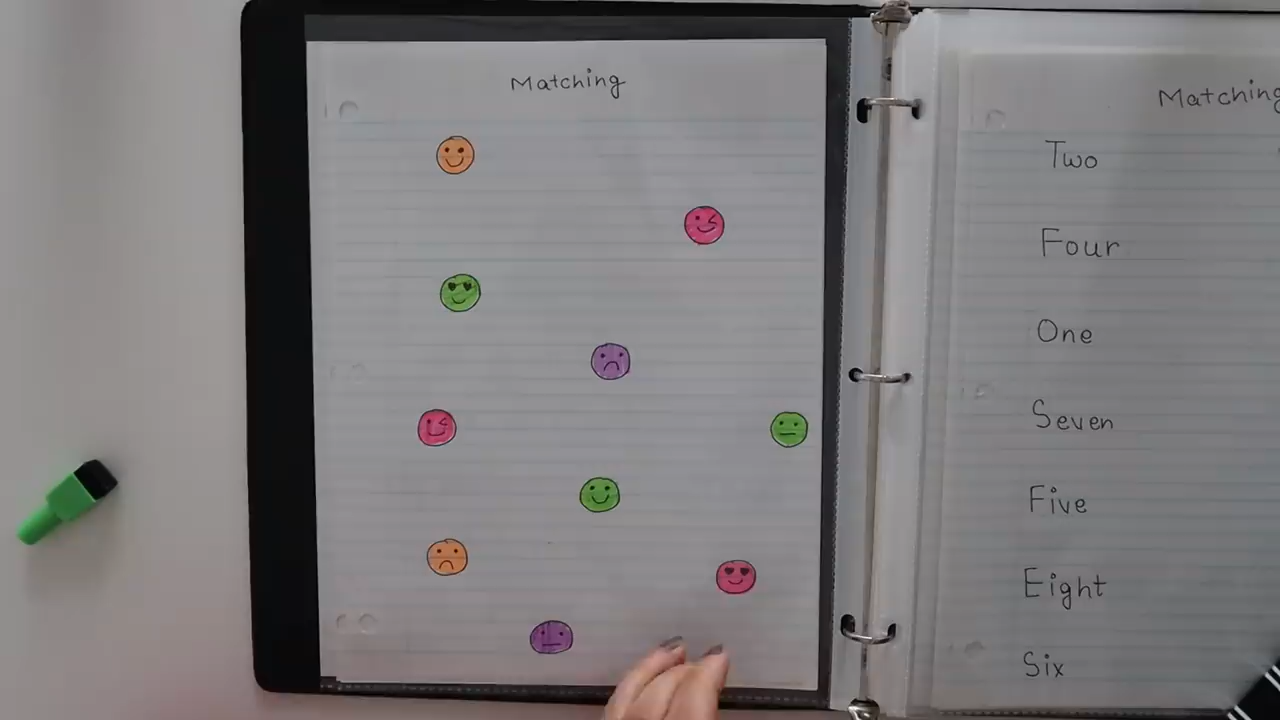 Matching
Matching
Two
Four
One
Seven
Five
Eight
Six